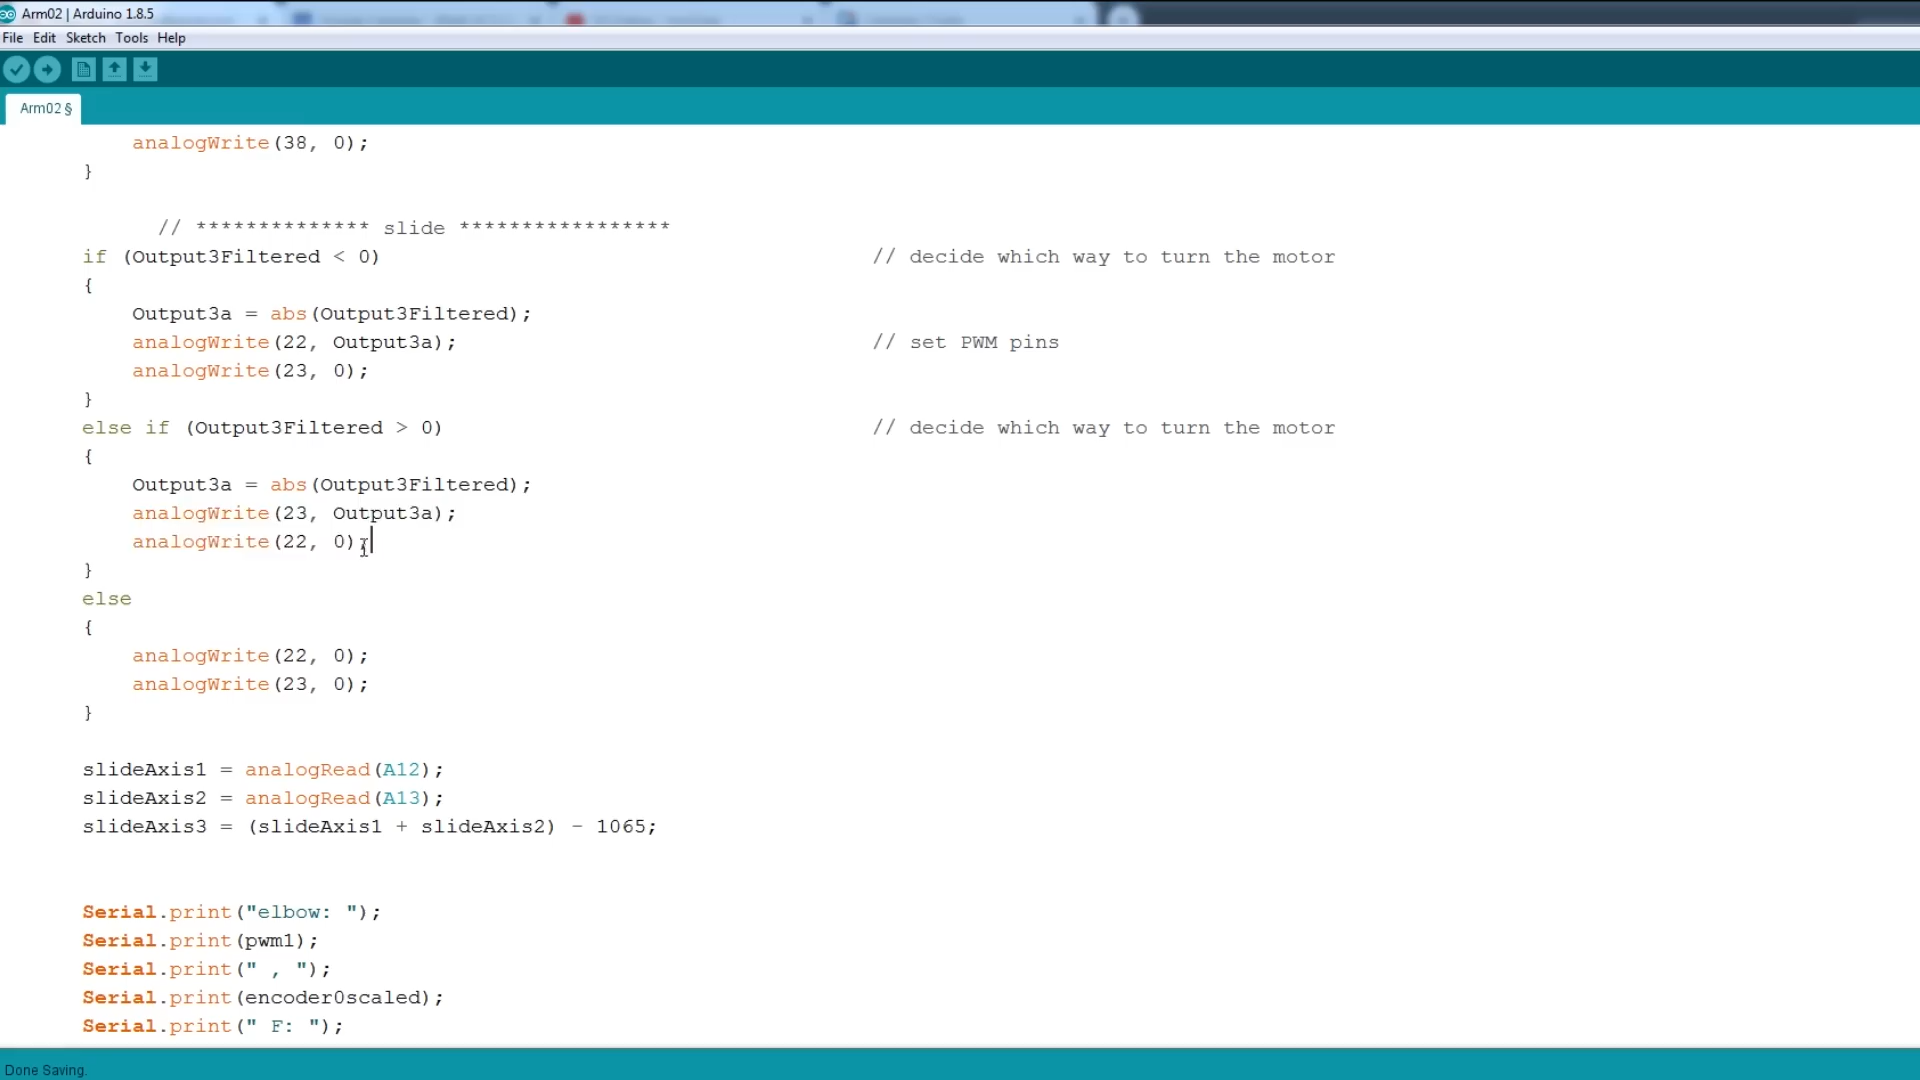 Arm02 | Arduino 1.8.5
File Edit Sketch Tools Help
Arm02 §
analogWrite(38, 0);
}
// ************** slide *****************
if (Output3Filtered < 0) // decide which way to turn the motor
{
Output3a = abs(Output3Filtered);
analogWrite(22, Output3a); // set PWM pins
analogWrite(23, 0);
}
else if (Output3Filtered > 0) // decide which way to turn the motor
{
Output3a = abs(Output3Filtered);
analogWrite(23, Output3a);
analogWrite(22, 0);
}
else
{
analogWrite(22, 0);
analogWrite(23, 0);
}
slideAxis1 = analogRead(A12);
slideAxis2 = analogRead(A13);
slideAxis3 = (slideAxis1 + slideAxis2) - 1065;
Serial.print("elbow: ");
Serial.print(pwm1);
Serial.print(" , ");
Serial.print(encoder0scaled);
Serial.print(" F: ");
Done Saving.